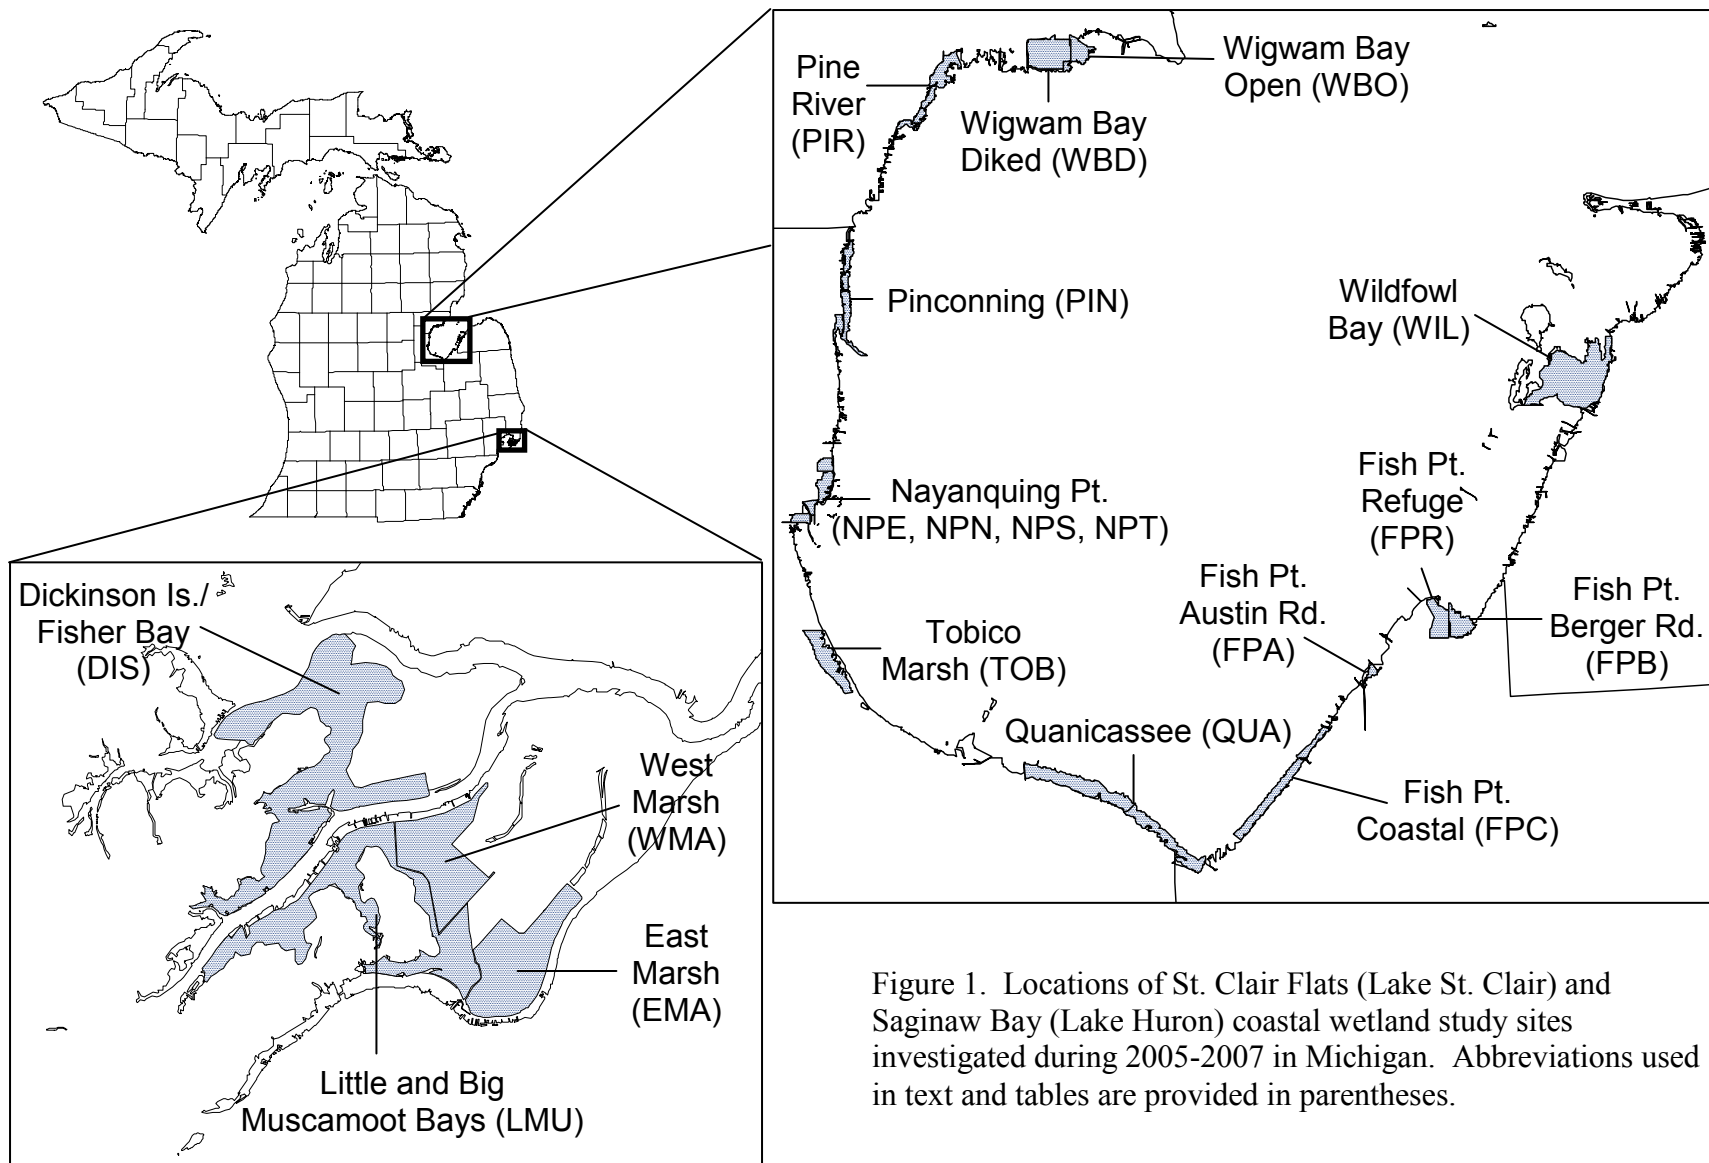 Pine
River
(PIR)
Wigwam Bay
Diked (WBD)
Wigwam Bay
Open (WBO)
Pinconning (PIN)
Wildfowl
Bay (WIL)
Nayanquing Pt.
(NPE, NPN, NPS, NPT)
Fish Pt.
Refuge
(FPR)
Fish Pt.
Austin Rd.
(FPA)
Fish Pt.
Berger Rd.
(FPB)
Tobico
Marsh (TOB)
Quanicassee (QUA)
Fish Pt.
Coastal (FPC)
Dickinson Is./
Fisher Bay
(DIS)
West
Marsh
(WMA)
East
Marsh
(EMA)
Little and Big
Muscamoot Bays (LMU)
Figure 1.  Locations of St. Clair Flats (Lake St. Clair) and
Saginaw Bay (Lake Huron) coastal wetland study sites
investigated during 2005-2007 in Michigan.  Abbreviations used
in text and tables are provided in parentheses.